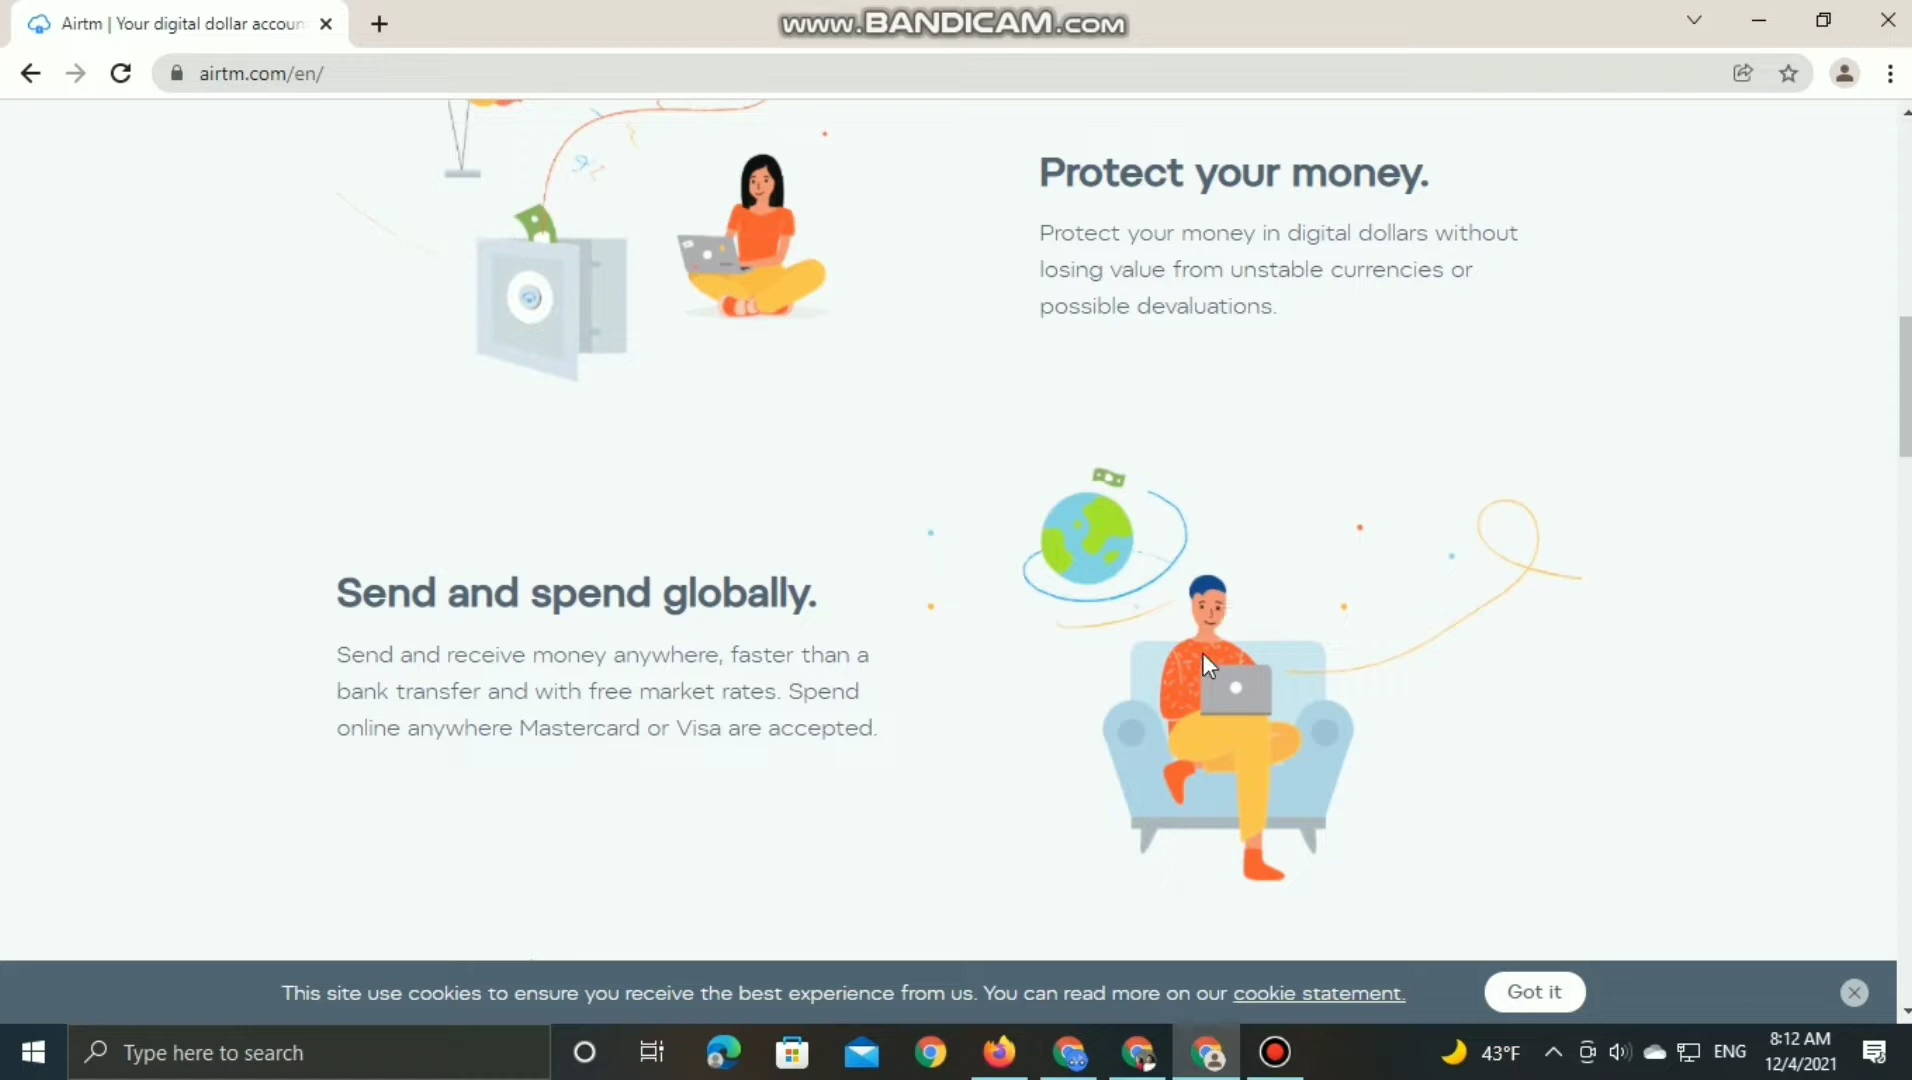 Airtm | Your digital dollar accoun
www.BANDICAM.com
airtm.com/en/
Protect your money.
Protect your money in digital dollars without
losing value from unstable currencies or
possible devaluations.
Send and spend globally.
Send and receive money anywhere, faster than a
bank transfer and with free market rates. Spend
online anywhere Mastercard or Visa are accepted.
This site use cookies to ensure you receive the best experience from us. You can read more on our cookie statement.
Got it
Type here to search
43°F
ENG
8:12 AM
12/4/2021